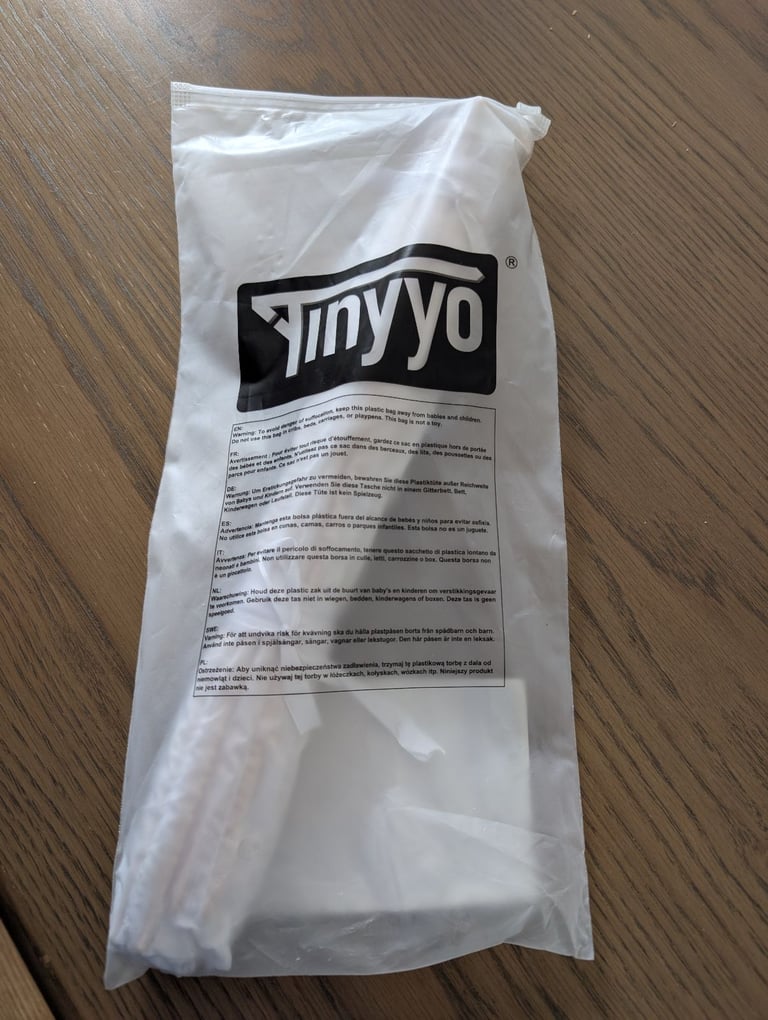 Tinyyo ®
EN:
Warning: To avoid danger of suffocation, keep this plastic bag away from babies and children.
Do not use this bag in cribs, beds, carriages, or playpens. This bag is not a toy.
FR:
Avertissement : Pour éviter tout risque d'étouffement, gardez ce sac en plastique hors de portée
des bébés et des enfants. N'utilisez pas ce sac dans des berceaux, des lits, des poussettes ou des
parcs pour enfants. Ce sac n'est pas un jouet.
DE:
Warnung: Um Erstickungsgefahr zu vermeiden, bewahren Sie diese Plastiktüte außer Reichweite
von Babys und Kindern auf. Verwenden Sie diese Tasche nicht in einem Gitterbett, Bett,
Kinderwagen oder Laufstall. Diese Tüte ist kein Spielzeug.
ES:
Advertencia: Mantenga esta bolsa plástica fuera del alcance de bebés y niños para evitar asfixia.
No utilice esta bolsa en cunas, camas, carros o parques infantiles. Esta bolsa no es un juguete.
IT:
Avvertenza: Per evitare il pericolo di soffocamento, tenere questo sacchetto di plastica lontano da
neonati e bambini. Non utilizzare questa borsa in culle, letti, carrozzine o box. Questa borsa non
è un giocattolo.
NL:
Waarschuwing: Houd deze plastic zak uit de buurt van baby's en kinderen om verstikkingsgevaar
te voorkomen. Gebruik deze tas niet in wiegen, bedden, kinderwagens of boxen. Deze tas is geen
speelgoed.
SWE:
Varning: För att undvika risk för kvävning ska du hålla plastpåsen borts från spädbarn och barn.
Använd inte påsen i spjälsängar, sängar, vagnar eller lekstugor. Den här påsen är inte en leksak.
PL:
Ostrzeżenie: Aby uniknąć niebezpieczeństwa zadławienia, trzymaj tę plastikową torbę z dala od
niemowląt i dzieci. Nie używaj tej torby w łóżeczkach, kołyskach, wózkach itp. Niniejszy produkt
nie jest zabawką.